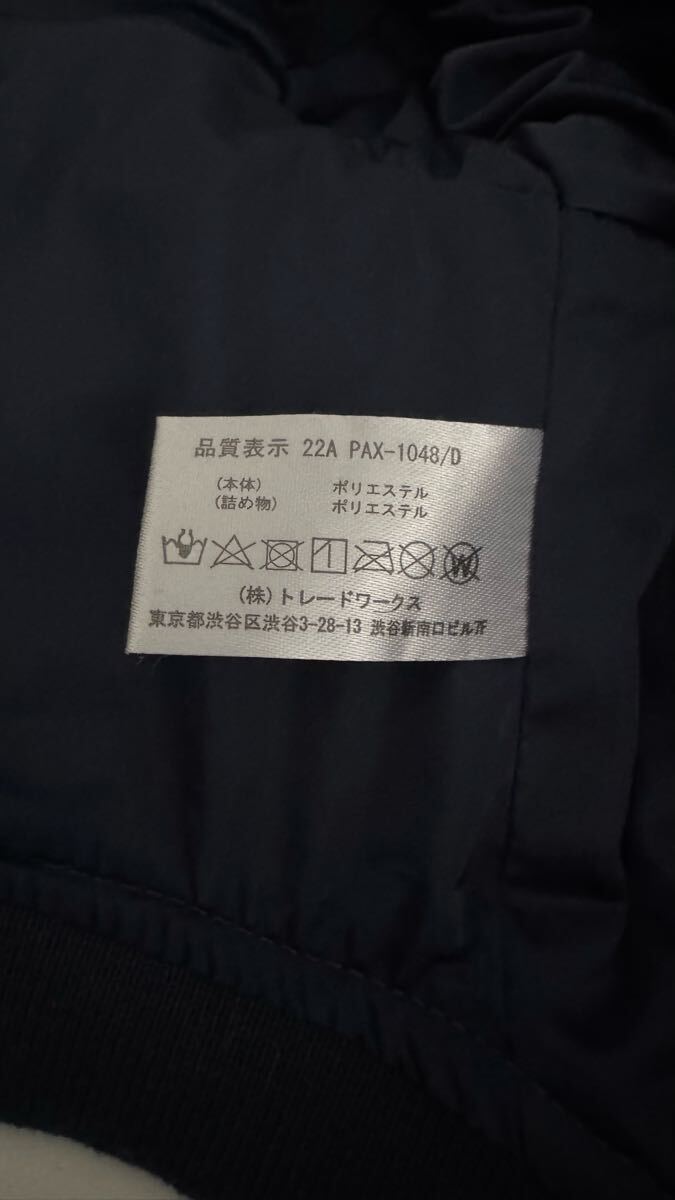 品質表示 22A PAX-1048/D
(本体) ポリエステル
(詰め物) ポリエステル
W
(株)トレードワークス
東京都渋谷区渋谷3-28-13 渋谷新南口ビル7F